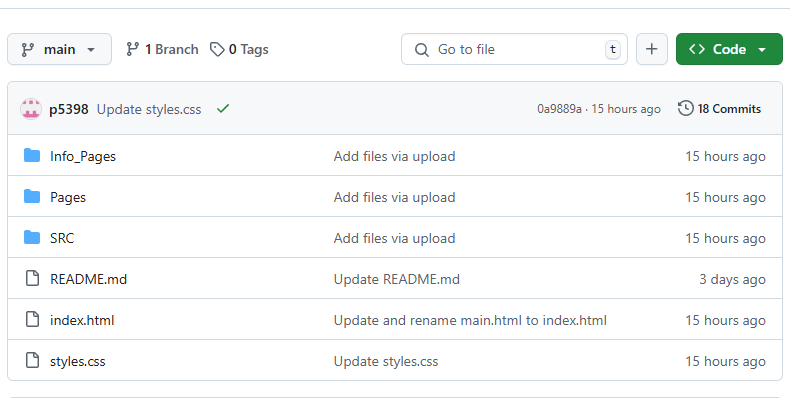 main 1 Branch 0 Tags Go to file t Code
p5398 Update styles.css 0a9889a · 15 hours ago 18 Commits
Info_Pages Add files via upload 15 hours ago
Pages Add files via upload 15 hours ago
SRC Add files via upload 15 hours ago
README.md Update README.md 3 days ago
index.html Update and rename main.html to index.html 15 hours ago
styles.css Update styles.css 15 hours ago